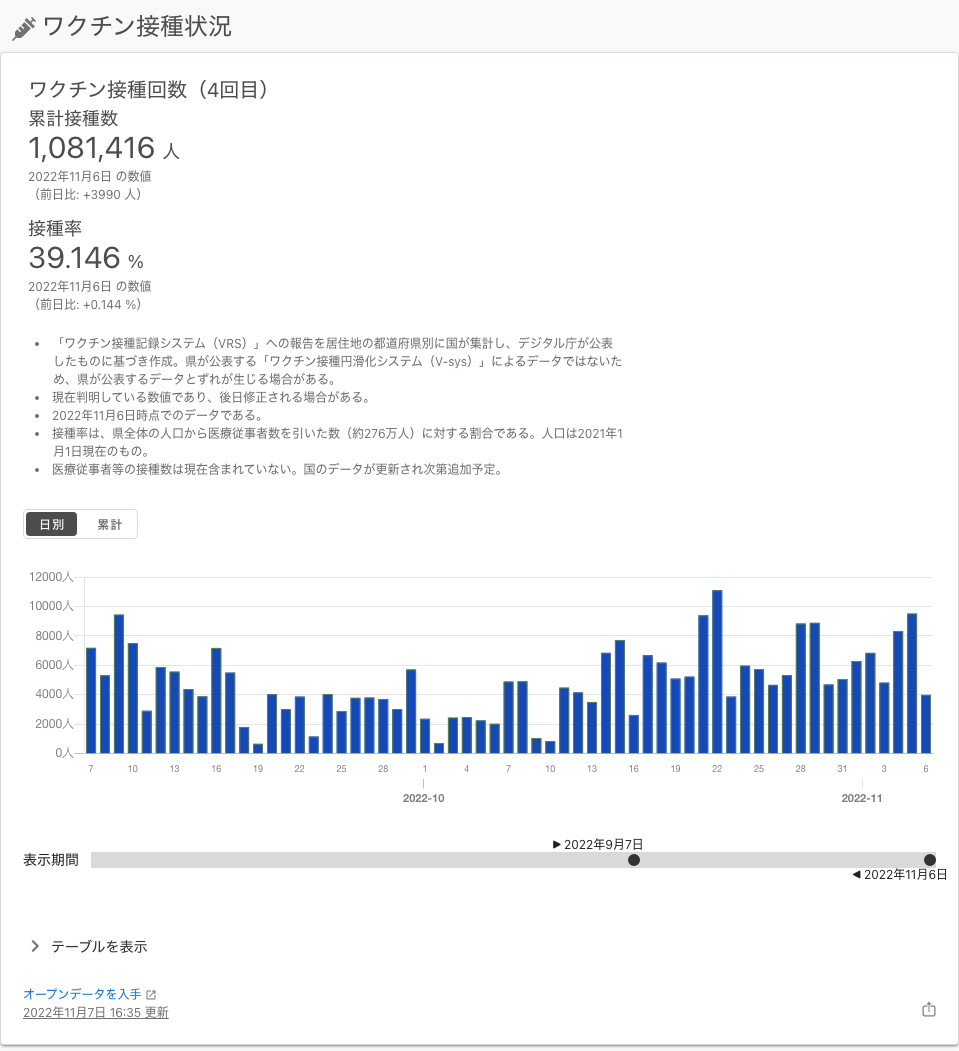 ワクチン接種状況
ワクチン接種回数（4回目）
累計接種数
1,081,416 人
2022年11月6日 の数値
（前日比: +3990 人）
接種率
39.146 %
2022年11月6日 の数値
（前日比: +0.144 %）
• 「ワクチン接種記録システム（VRS）」への報告を居住地の都道府県別に国が集計し、デジタル庁が公表
したものに基づき作成。県が公表する「ワクチン接種円滑化システム（V-sys）」によるデータではないた
め、県が公表するデータとずれが生じる場合がある。
• 現在判明している数値であり、後日修正される場合がある。
• 2022年11月6日時点でのデータである。
• 接種率は、県全体の人口から医療従事者数を引いた数（約276万人）に対する割合である。人口は2021年1
月1日現在のもの。
• 医療従事者等の接種数は現在含まれていない。国のデータが更新され次第追加予定。
日別 累計
12000人
10000人
8000人
6000人
4000人
2000人
0人
7 10 13 16 19 22 25 28 1 4 7 10 13 16 19 22 25 28 31 3 6
2022-10 2022-11
▶ 2022年9月7日
表示期間
◀ 2022年11月6日
テーブルを表示
オープンデータを入手
2022年11月7日 16:35 更新